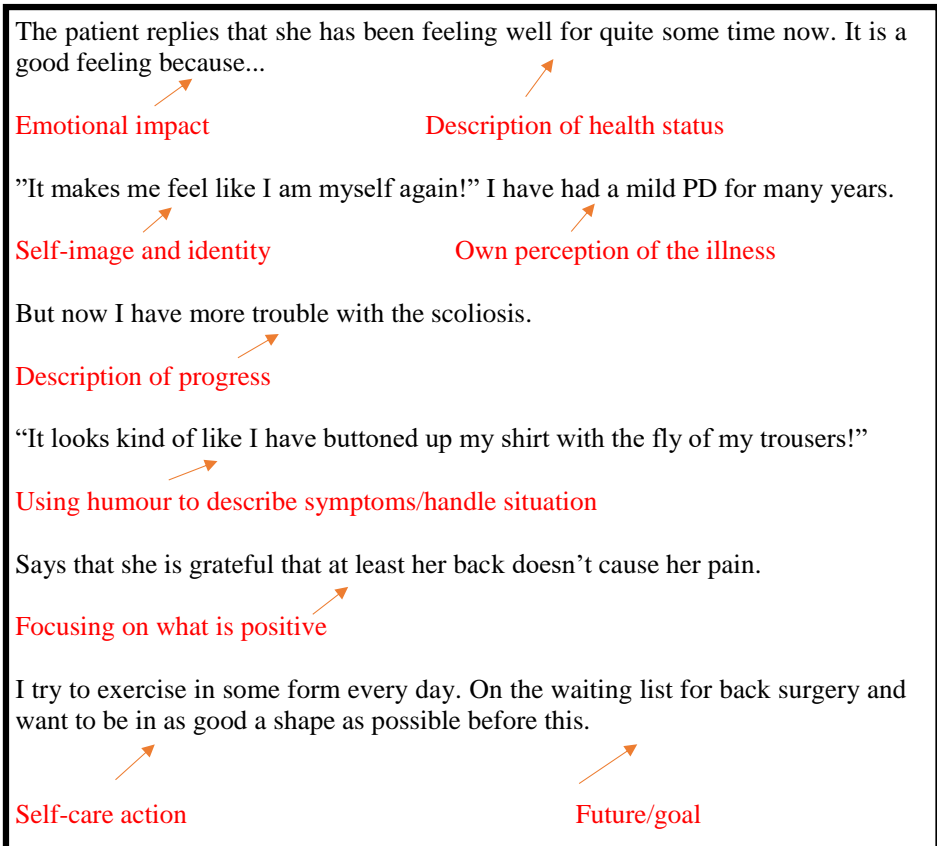 The patient replies that she has been feeling well for quite some time now. It is a
good feeling because...
Emotional impact Description of health status
”It makes me feel like I am myself again!” I have had a mild PD for many years.
Self-image and identity Own perception of the illness
But now I have more trouble with the scoliosis.
Description of progress
“It looks kind of like I have buttoned up my shirt with the fly of my trousers!”
Using humour to describe symptoms/handle situation
Says that she is grateful that at least her back doesn’t cause her pain.
Focusing on what is positive
I try to exercise in some form every day. On the waiting list for back surgery and
want to be in as good a shape as possible before this.
Self-care action Future/goal